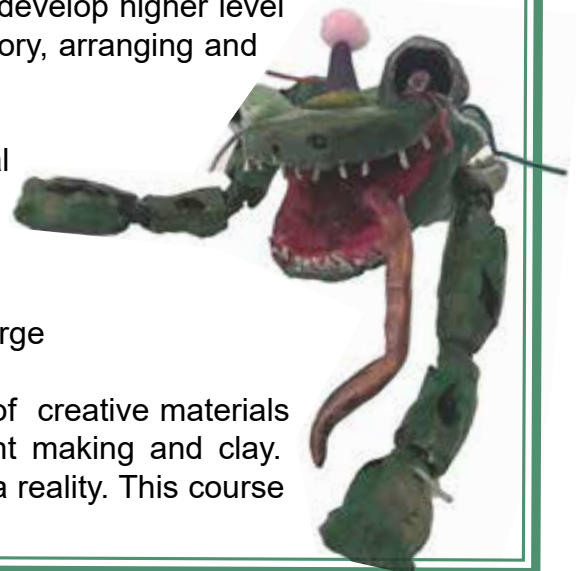 develop higher level
ory, arranging and
al
rge
of creative materials
nt making and clay.
a reality. This course